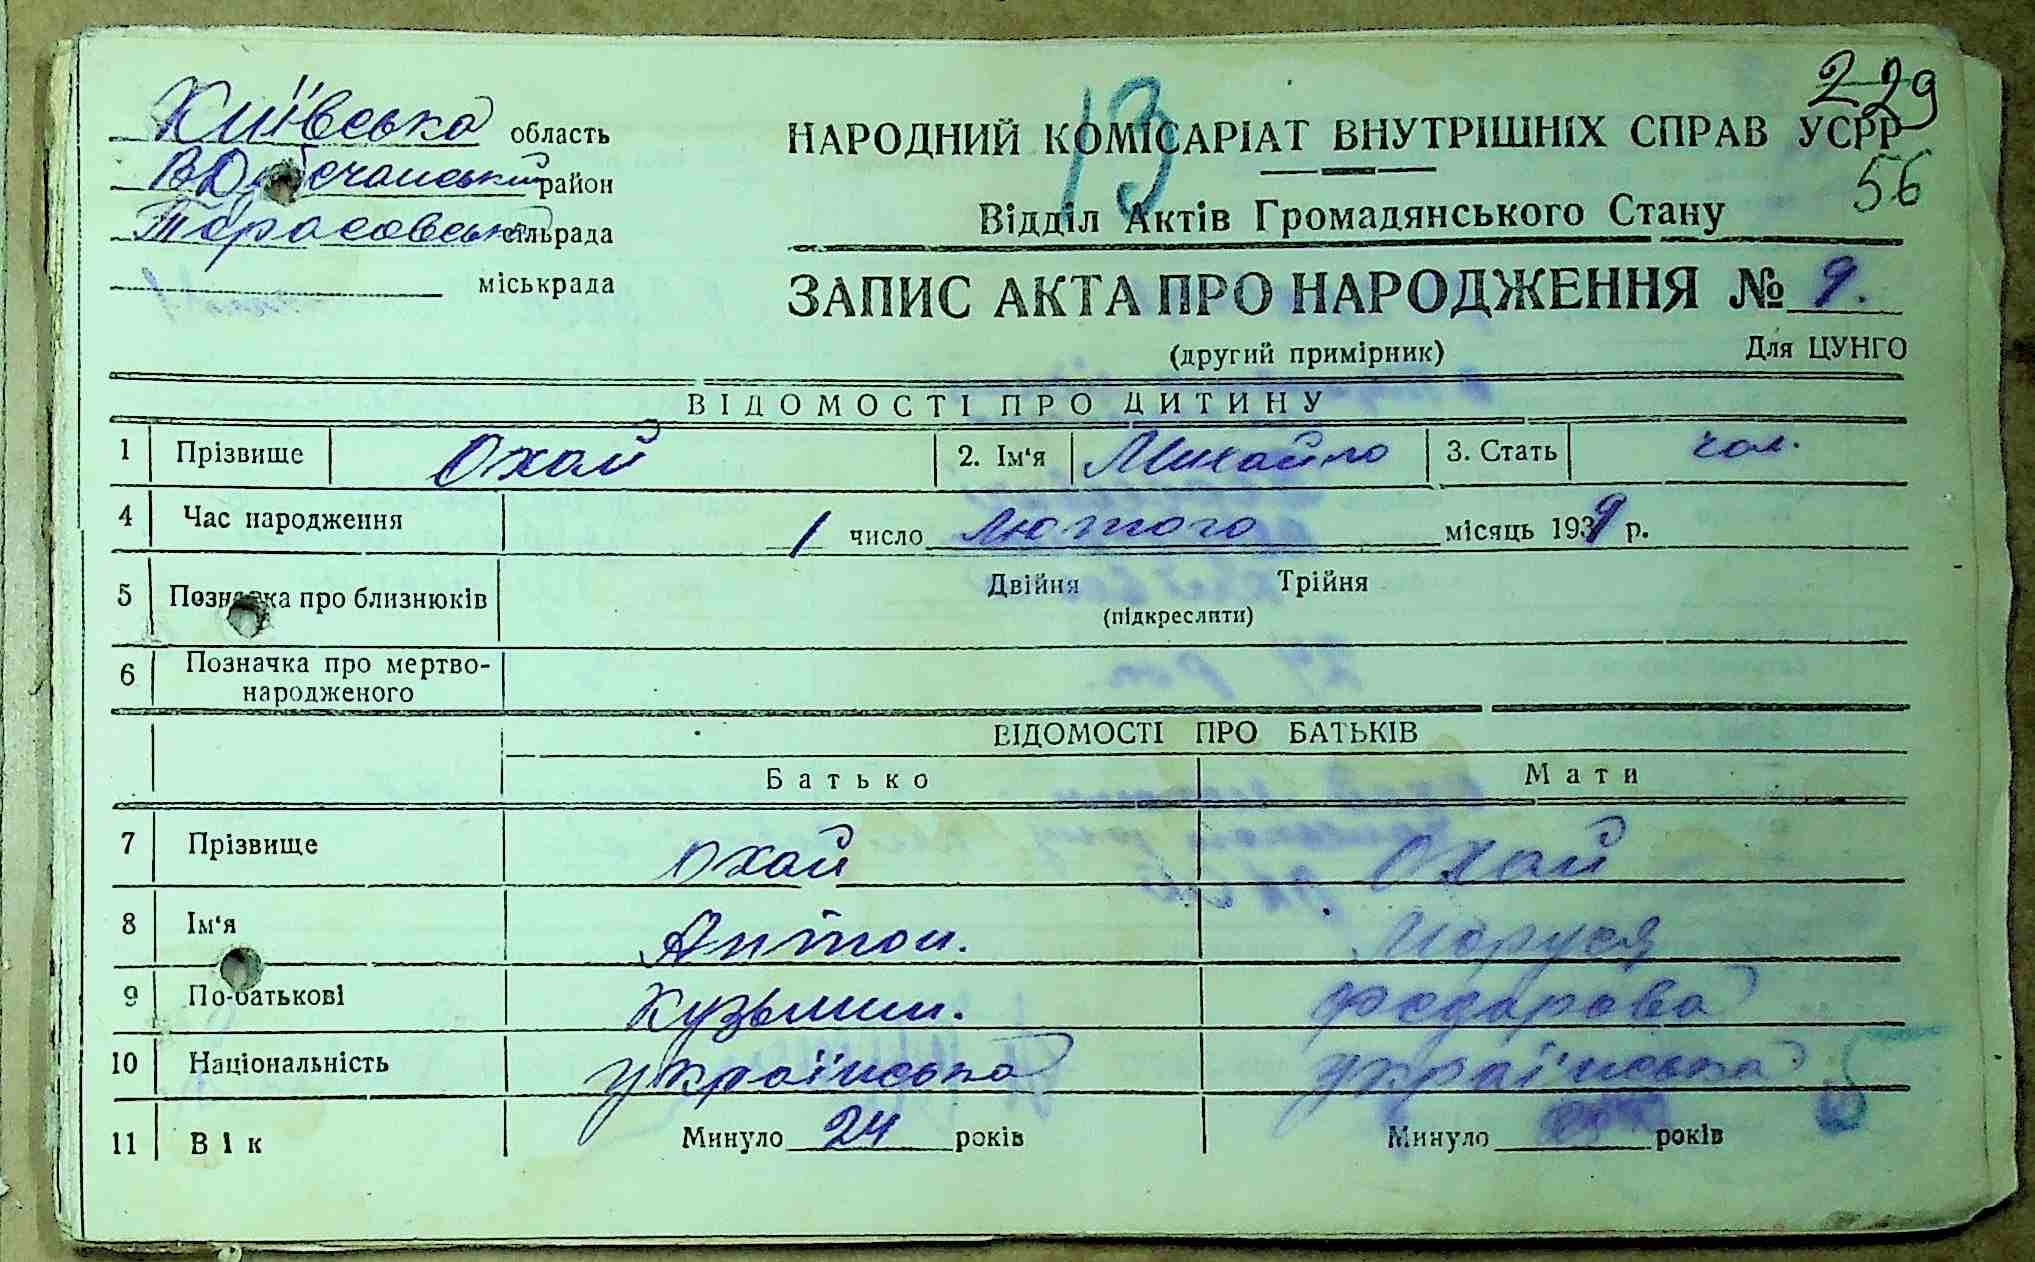 229
56
13
Київська область
район
Тарасовська сільрада
міськрада
НАРОДНИЙ КОМІСАРІАТ ВНУТРІШНІХ СПРАВ УСРР
Відділ Актів Громадянського Стану
ЗАПИС АКТА ПРО НАРОДЖЕННЯ № 9.
(другий примірник) Для ЦУНГО
ВІДОМОСТІ ПРО ДИТИНУ
1 Прізвище Охай 2. Ім'я Михайло 3. Стать чол.
4 Час народження 1 число лютого місяць 1939 р.
5 Позначка про близнюків Двійня Трійня
(підкреслити)
6 Позначка про мертво-
народженого
ВІДОМОСТІ ПРО БАТЬКІВ
Батько Мати
7 Прізвище Охай Охай
8 Ім'я Антон. Маруся
9 По-батькові Кузьмин. Федорова
10 Національність українська українська
5
11 Вік Минуло 24 років Минуло років